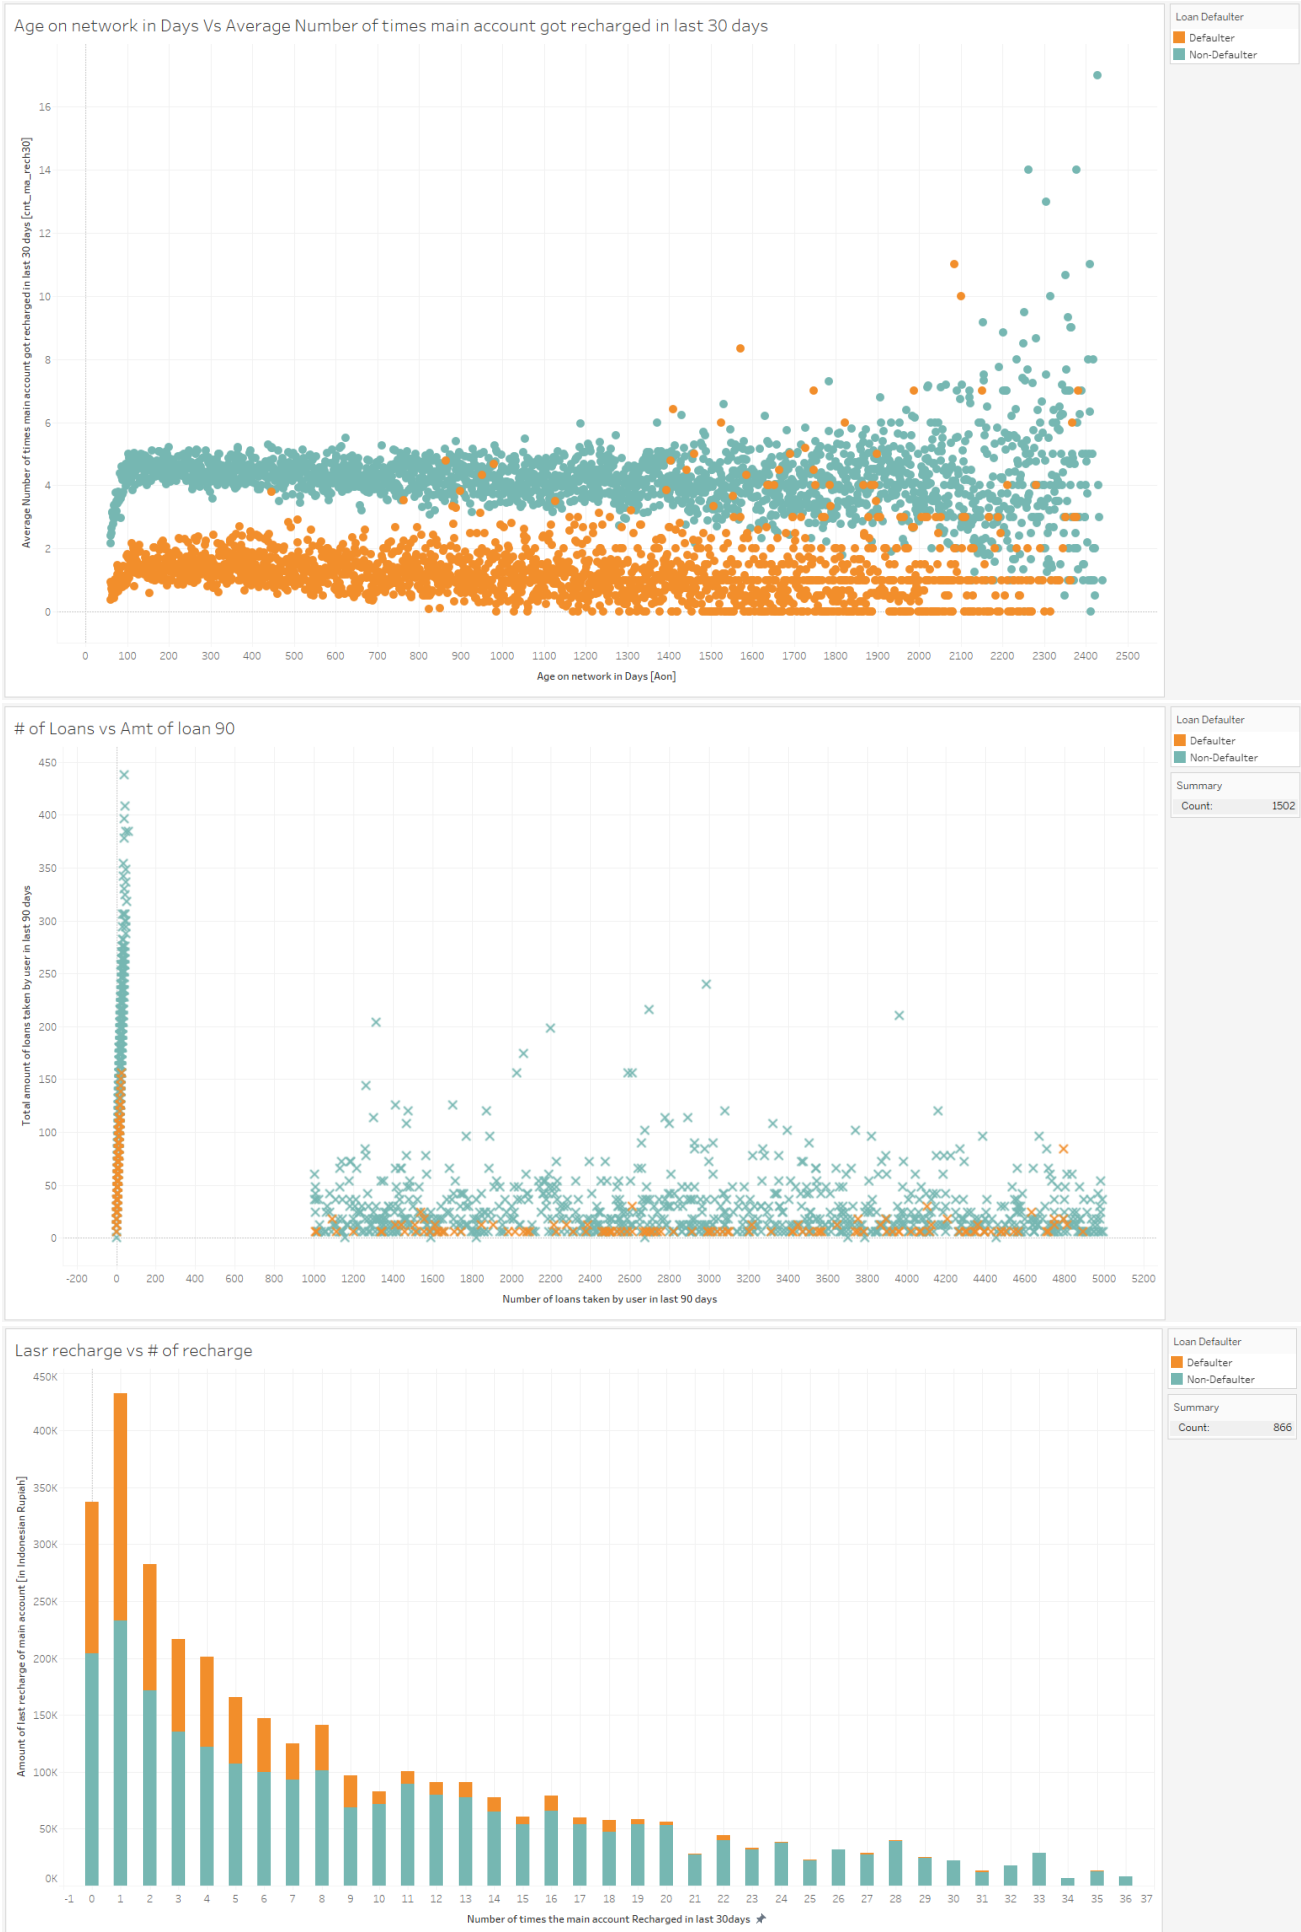 Age on network in Days Vs Average Number of times main account got recharged in last 30 days
Loan Defaulter
Defaulter
Non-Defaulter
Average Number of times main account got recharged in last 30 days [cnt_ma_rech30]
16
14
12
10
8
6
4
2
0
0 100 200 300 400 500 600 700 800 900 1000 1100 1200 1300 1400 1500 1600 1700 1800 1900 2000 2100 2200 2300 2400 2500
Age on network in Days [Aon]
# of Loans vs Amt of loan 90
Loan Defaulter
Defaulter
Non-Defaulter
Summary
Count: 1502
Total amount of loans taken by user in last 90 days
450
400
350
300
250
200
150
100
50
0
-200 0 200 400 600 800 1000 1200 1400 1600 1800 2000 2200 2400 2600 2800 3000 3200 3400 3600 3800 4000 4200 4400 4600 4800 5000 5200
Number of loans taken by user in last 90 days
Lasr recharge vs # of recharge
Loan Defaulter
Defaulter
Non-Defaulter
Summary
Count: 866
Amount of last recharge of main account [in Indonesian Rupiah]
450K
400K
350K
300K
250K
200K
150K
100K
50K
0K
-1 0 1 2 3 4 5 6 7 8 9 10 11 12 13 14 15 16 17 18 19 20 21 22 23 24 25 26 27 28 29 30 31 32 33 34 35 36 37
Number of times the main account Recharged in last 30days